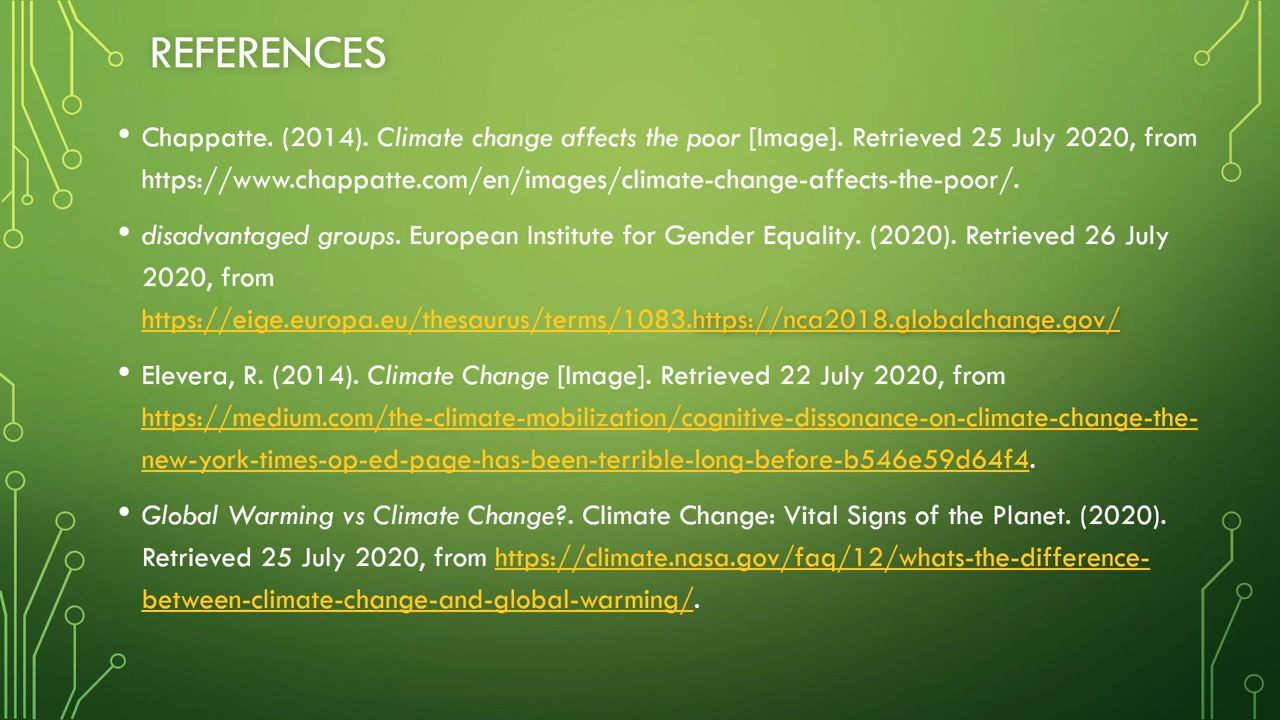 REFERENCES
• Chappatte. (2014). Climate change affects the poor [Image]. Retrieved 25 July 2020, from
https://www.chappatte.com/en/images/climate-change-affects-the-poor/.
• disadvantaged groups. European Institute for Gender Equality. (2020). Retrieved 26 July
2020, from
https://eige.europa.eu/thesaurus/terms/1083.https://nca2018.globalchange.gov/
• Elevera, R. (2014). Climate Change [Image]. Retrieved 22 July 2020, from
https://medium.com/the-climate-mobilization/cognitive-dissonance-on-climate-change-the-
new-york-times-op-ed-page-has-been-terrible-long-before-b546e59d64f4.
• Global Warming vs Climate Change?. Climate Change: Vital Signs of the Planet. (2020).
Retrieved 25 July 2020, from https://climate.nasa.gov/faq/12/whats-the-difference-
between-climate-change-and-global-warming/.